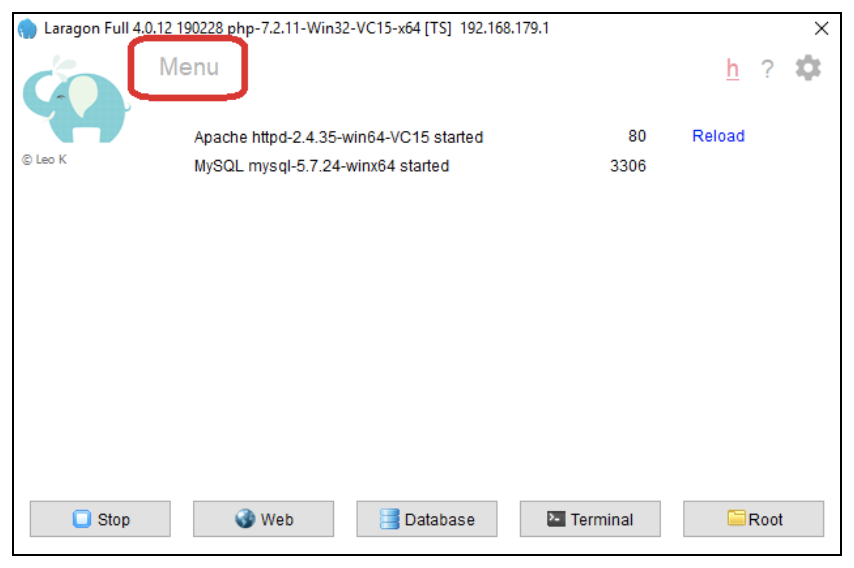 Laragon Full 4.0.12 190228 php-7.2.11-Win32-VC15-x64 [TS] 192.168.179.1
Menu
h ?
© Leo K
Apache httpd-2.4.35-win64-VC15 started 80 Reload
MySQL mysql-5.7.24-winx64 started 3306
Stop Web Database Terminal Root